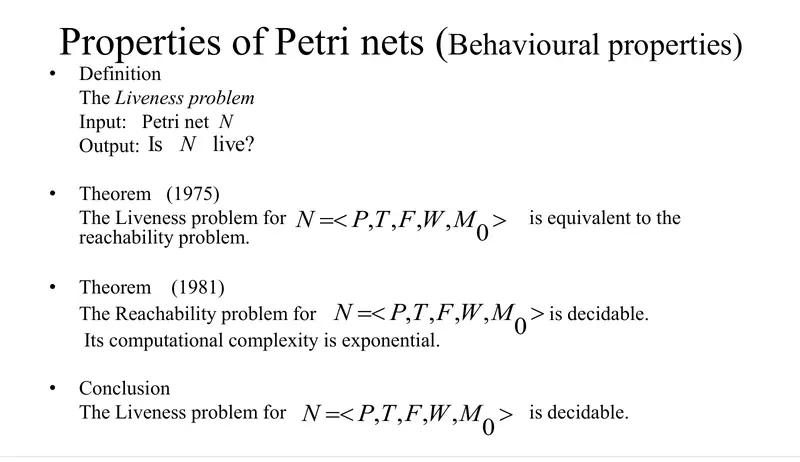 Properties of Petri nets (Behavioural properties)
• Definition
The Liveness problem
Input: Petri net N
Output: Is N live?
• Theorem (1975)
The Liveness problem for N =< P,T,F,W,M₀ > is equivalent to the
reachability problem.
• Theorem (1981)
The Reachability problem for N =< P,T,F,W,M₀ > is decidable.
Its computational complexity is exponential.
• Conclusion
The Liveness problem for N =< P,T,F,W,M₀ > is decidable.